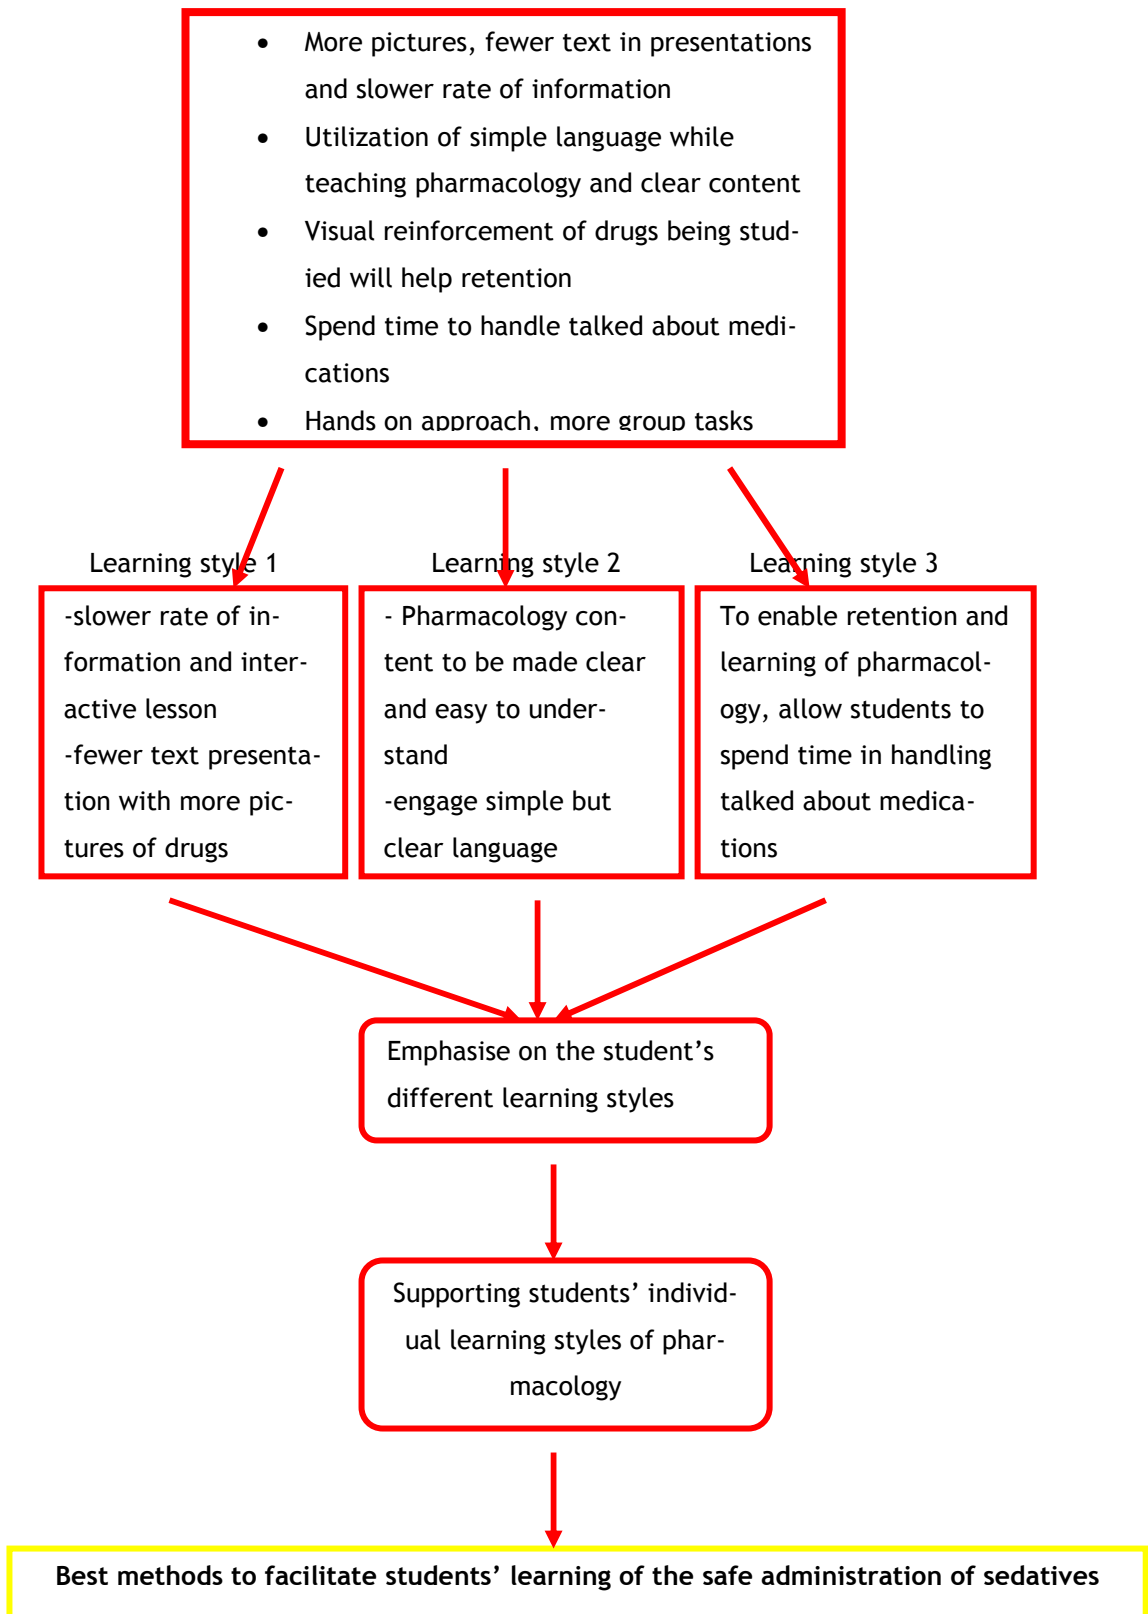 • More pictures, fewer text in presentations
and slower rate of information
• Utilization of simple language while
teaching pharmacology and clear content
• Visual reinforcement of drugs being stud-
ied will help retention
• Spend time to handle talked about medi-
cations
• Hands on approach, more group tasks
Learning style 1
Learning style 2
Learning style 3
-slower rate of in-
formation and inter-
active lesson
-fewer text presenta-
tion with more pic-
tures of drugs
- Pharmacology con-
tent to be made clear
and easy to under-
stand
-engage simple but
clear language
To enable retention and
learning of pharmacol-
ogy, allow students to
spend time in handling
talked about medica-
tions
Emphasise on the student’s
different learning styles
Supporting students’ individ-
ual learning styles of phar-
macology
Best methods to facilitate students’ learning of the safe administration of sedatives